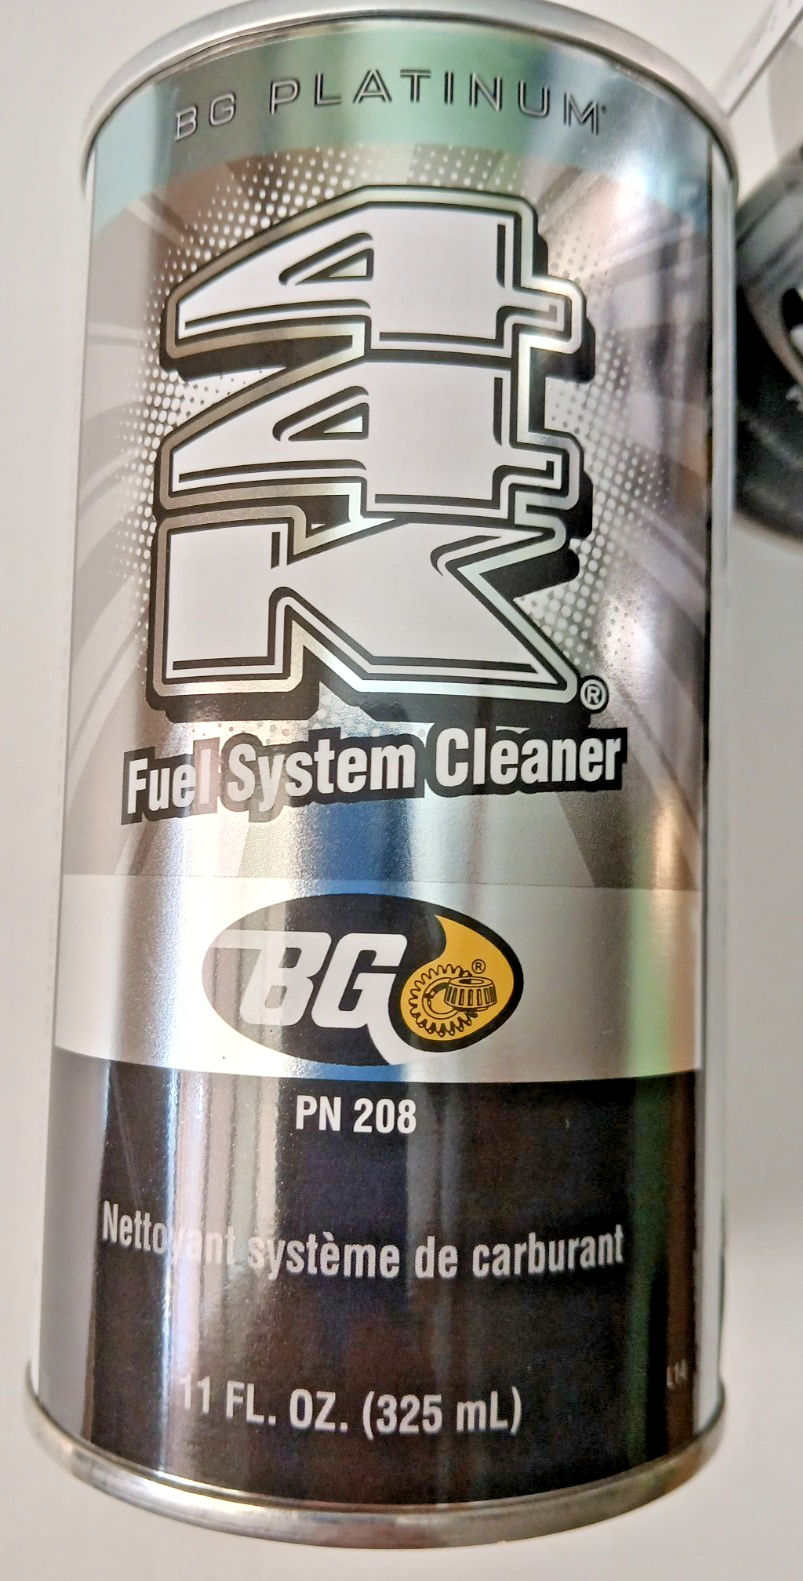 BG PLATINUM®
44K®
Fuel System Cleaner
BG®
PN 208
Nettoyant système de carburant
11 FL. OZ. (325 mL)